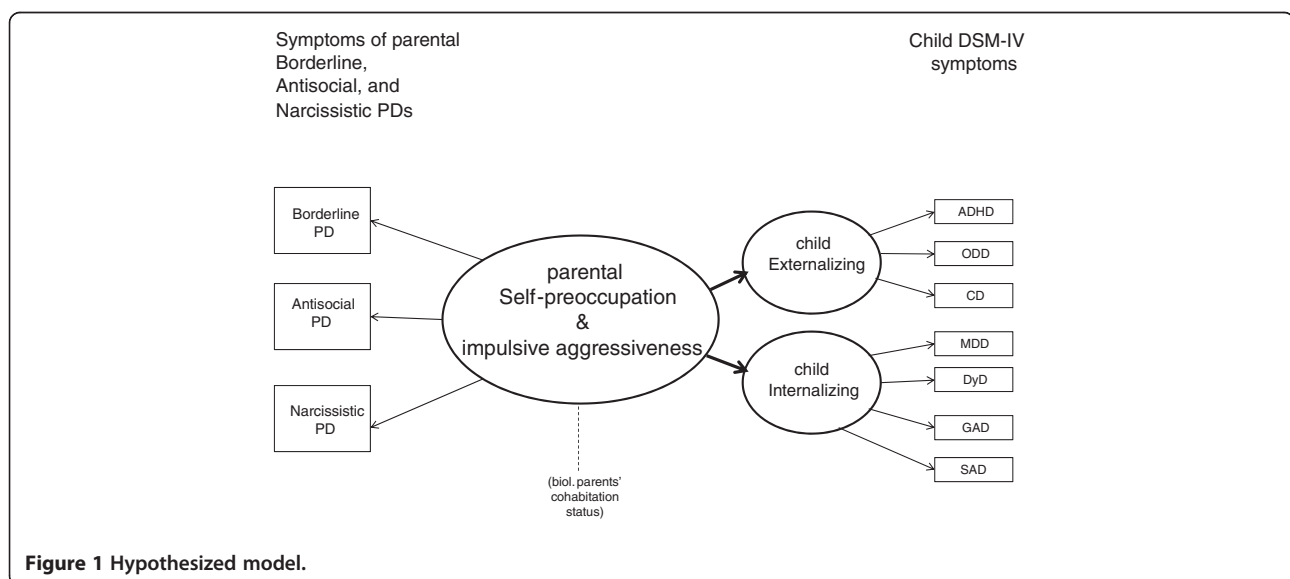 Symptoms of parental
Borderline,
Antisocial, and
Narcissistic PDs
Child DSM-IV
symptoms
Borderline
PD
Antisocial
PD
Narcissistic
PD
parental
Self-preoccupation
&
impulsive aggressiveness
(biol. parents'
cohabitation
status)
child
Externalizing
child
Internalizing
ADHD
ODD
CD
MDD
DyD
GAD
SAD
Figure 1 Hypothesized model.